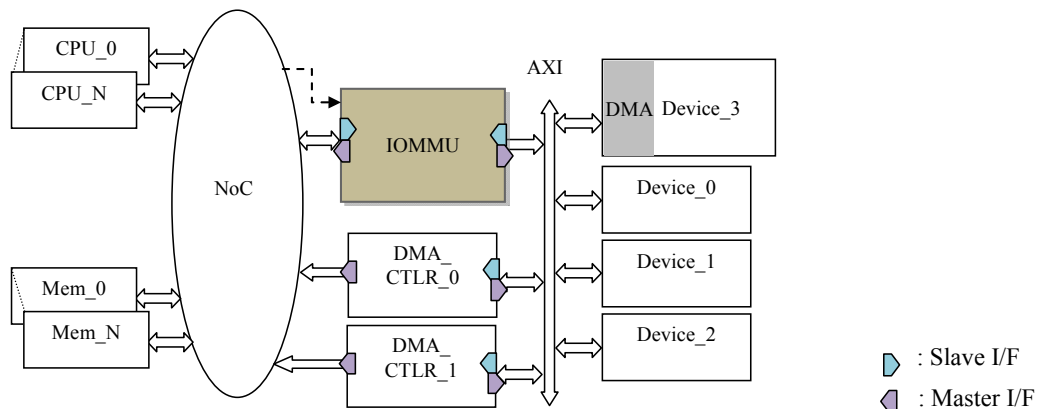 CPU_0
CPU_N
NoC
Mem_0
Mem_N
IOMMU
DMA_
CTLR_0
DMA_
CTLR_1
AXI
DMA Device_3
Device_0
Device_1
Device_2
: Slave I/F
: Master I/F